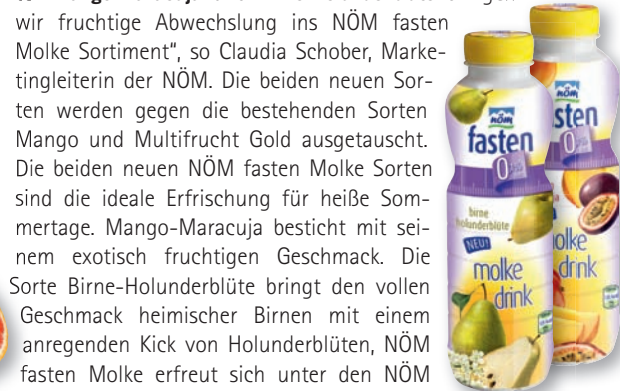 wir fruchtige Abwechslung ins NÖM fasten
Molke Sortiment“, so Claudia Schober, Marke-
tingleiterin der NÖM. Die beiden neuen Sor-
ten werden gegen die bestehenden Sorten
Mango und Multifrucht Gold ausgetauscht.
Die beiden neuen NÖM fasten Molke Sorten
sind die ideale Erfrischung für heiße Som-
mertage. Mango-Maracuja besticht mit sei-
nem exotisch fruchtigen Geschmack. Die
Sorte Birne-Holunderblüte bringt den vollen
Geschmack heimischer Birnen mit einem
anregenden Kick von Holunderblüten, NÖM
fasten Molke erfreut sich unter den NÖM
nöm
fasten
0%
birne
holunderblüte
NEU!
molke
drink
nöm
sten
0%
olke
drink